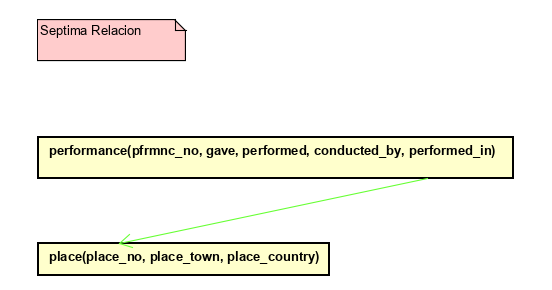 Septima Relacion
performance(pfrmnc_no, gave, performed, conducted_by, performed_in)
place(place_no, place_town, place_country)